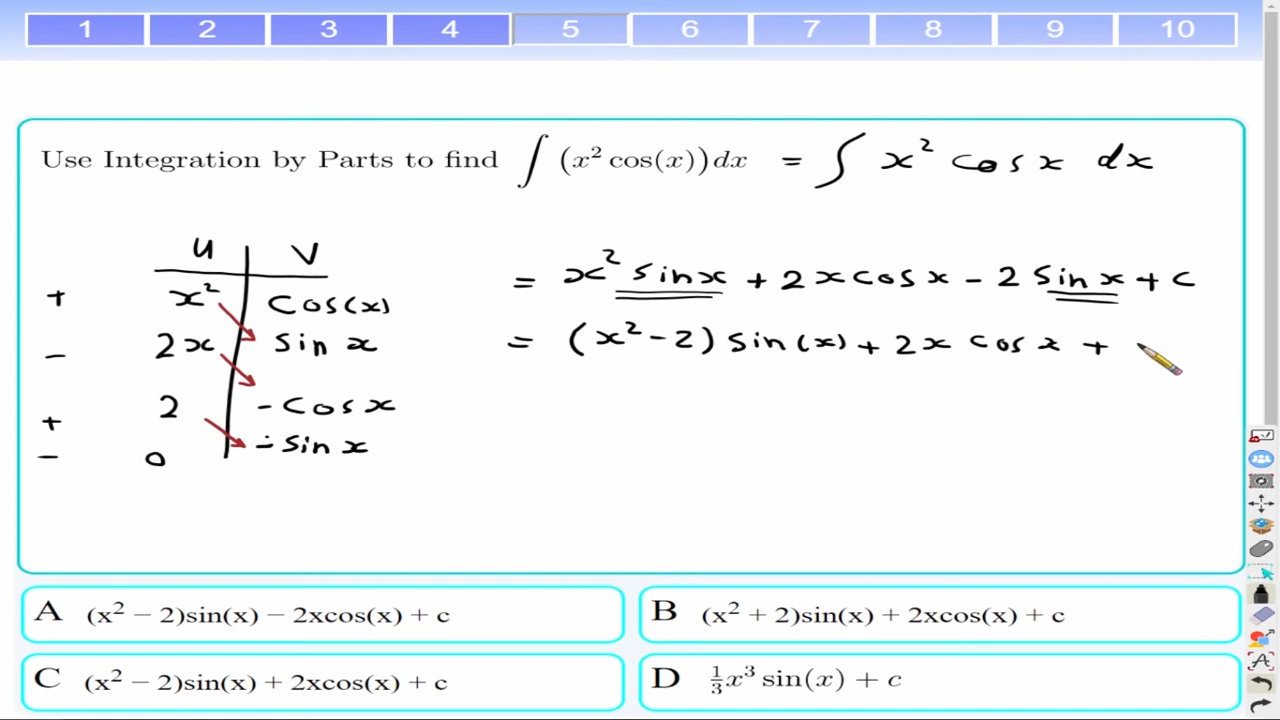 1 2 3 4 5 6 7 8 9 10
Use Integration by Parts to find ∫ (x² cos(x)) dx = ∫ x² cos x dx
u V
+ x² cos(x)
- 2x sin x
2 - cos x
+ - sin x
- 0
= x² sin x + 2x cos x - 2 sin x + c
= (x² - 2) sin(x) + 2x cos x +
A (x² − 2)sin(x) − 2xcos(x) + c
B (x² + 2)sin(x) + 2xcos(x) + c
C (x² − 2)sin(x) + 2xcos(x) + c
D 1/3 x³ sin(x) + c